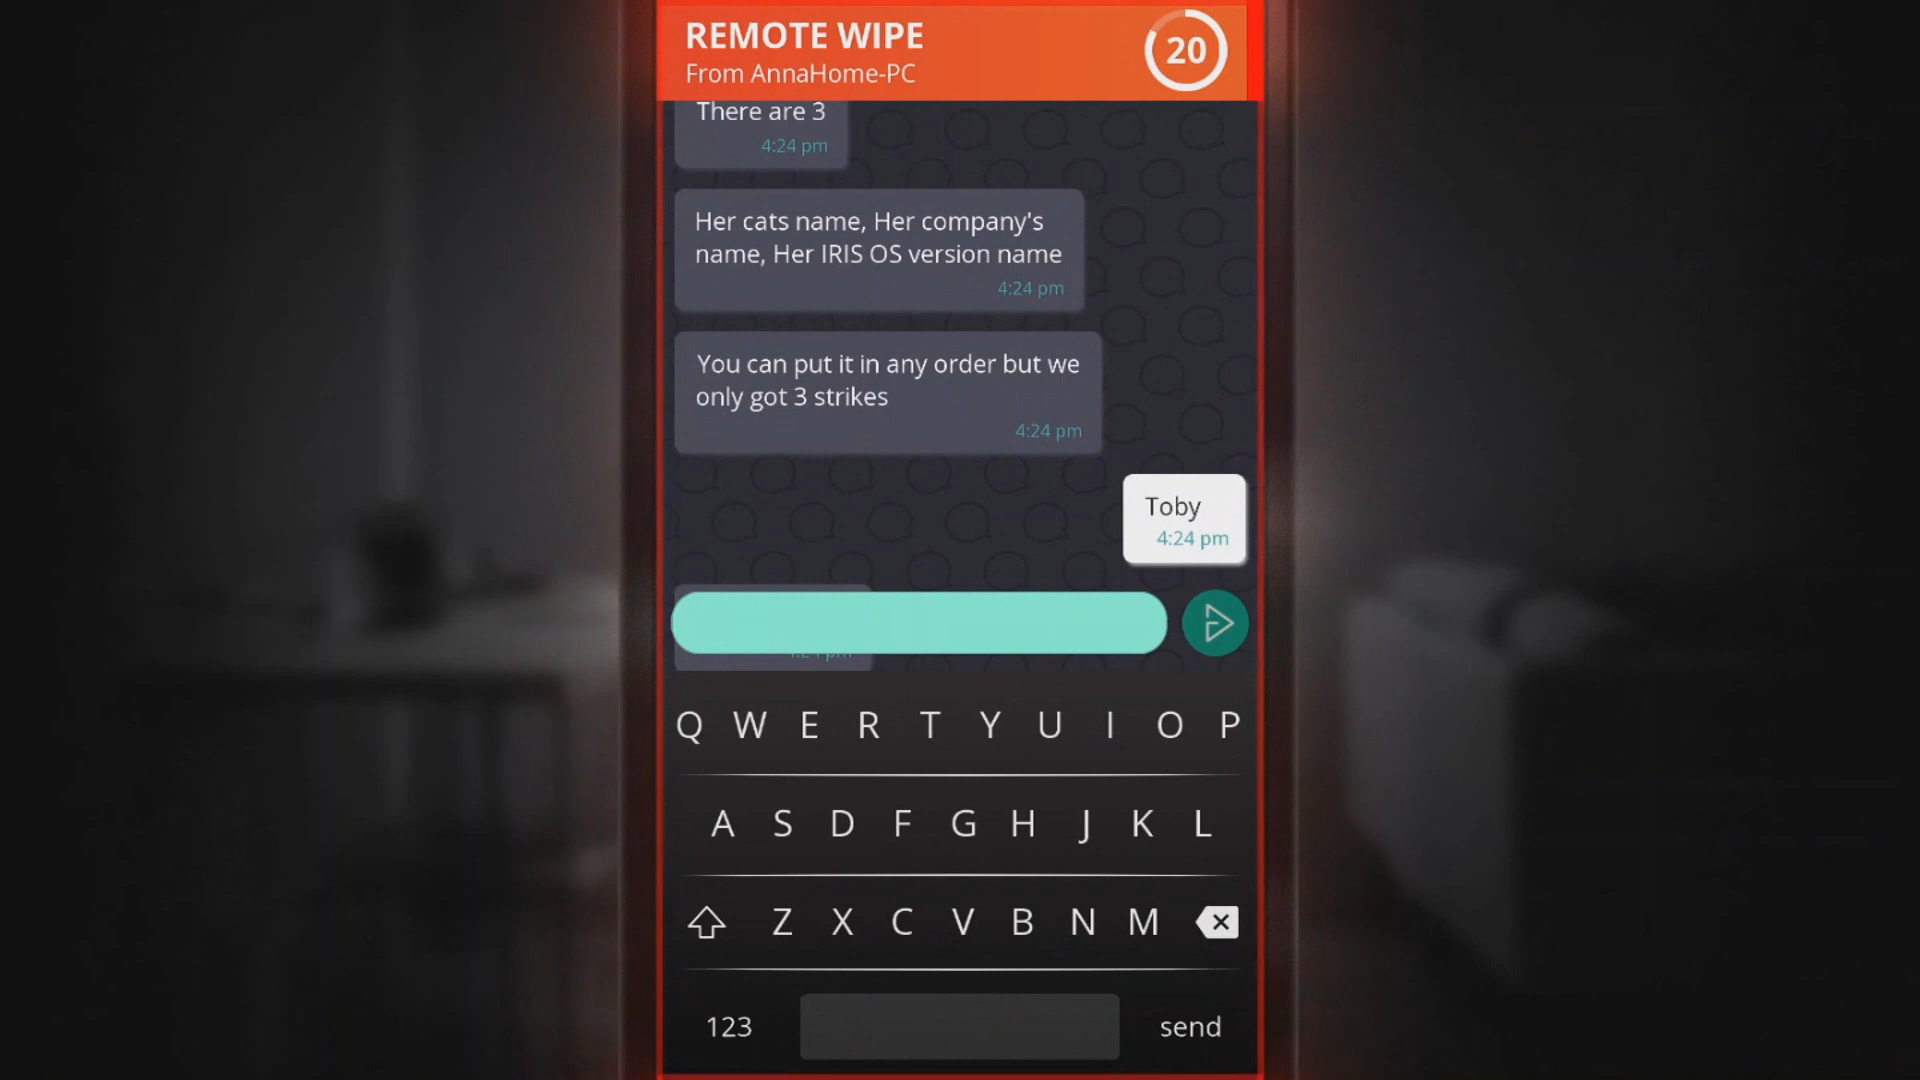 REMOTE WIPE
From AnnaHome-PC
20
There are 3
4:24 pm
Her cats name, Her company's
name, Her IRIS OS version name
4:24 pm
You can put it in any order but we
only got 3 strikes
4:24 pm
Toby
4:24 pm
Q W E R T Y U I O P
A S D F G H J K L
Z X C V B N M
123 send